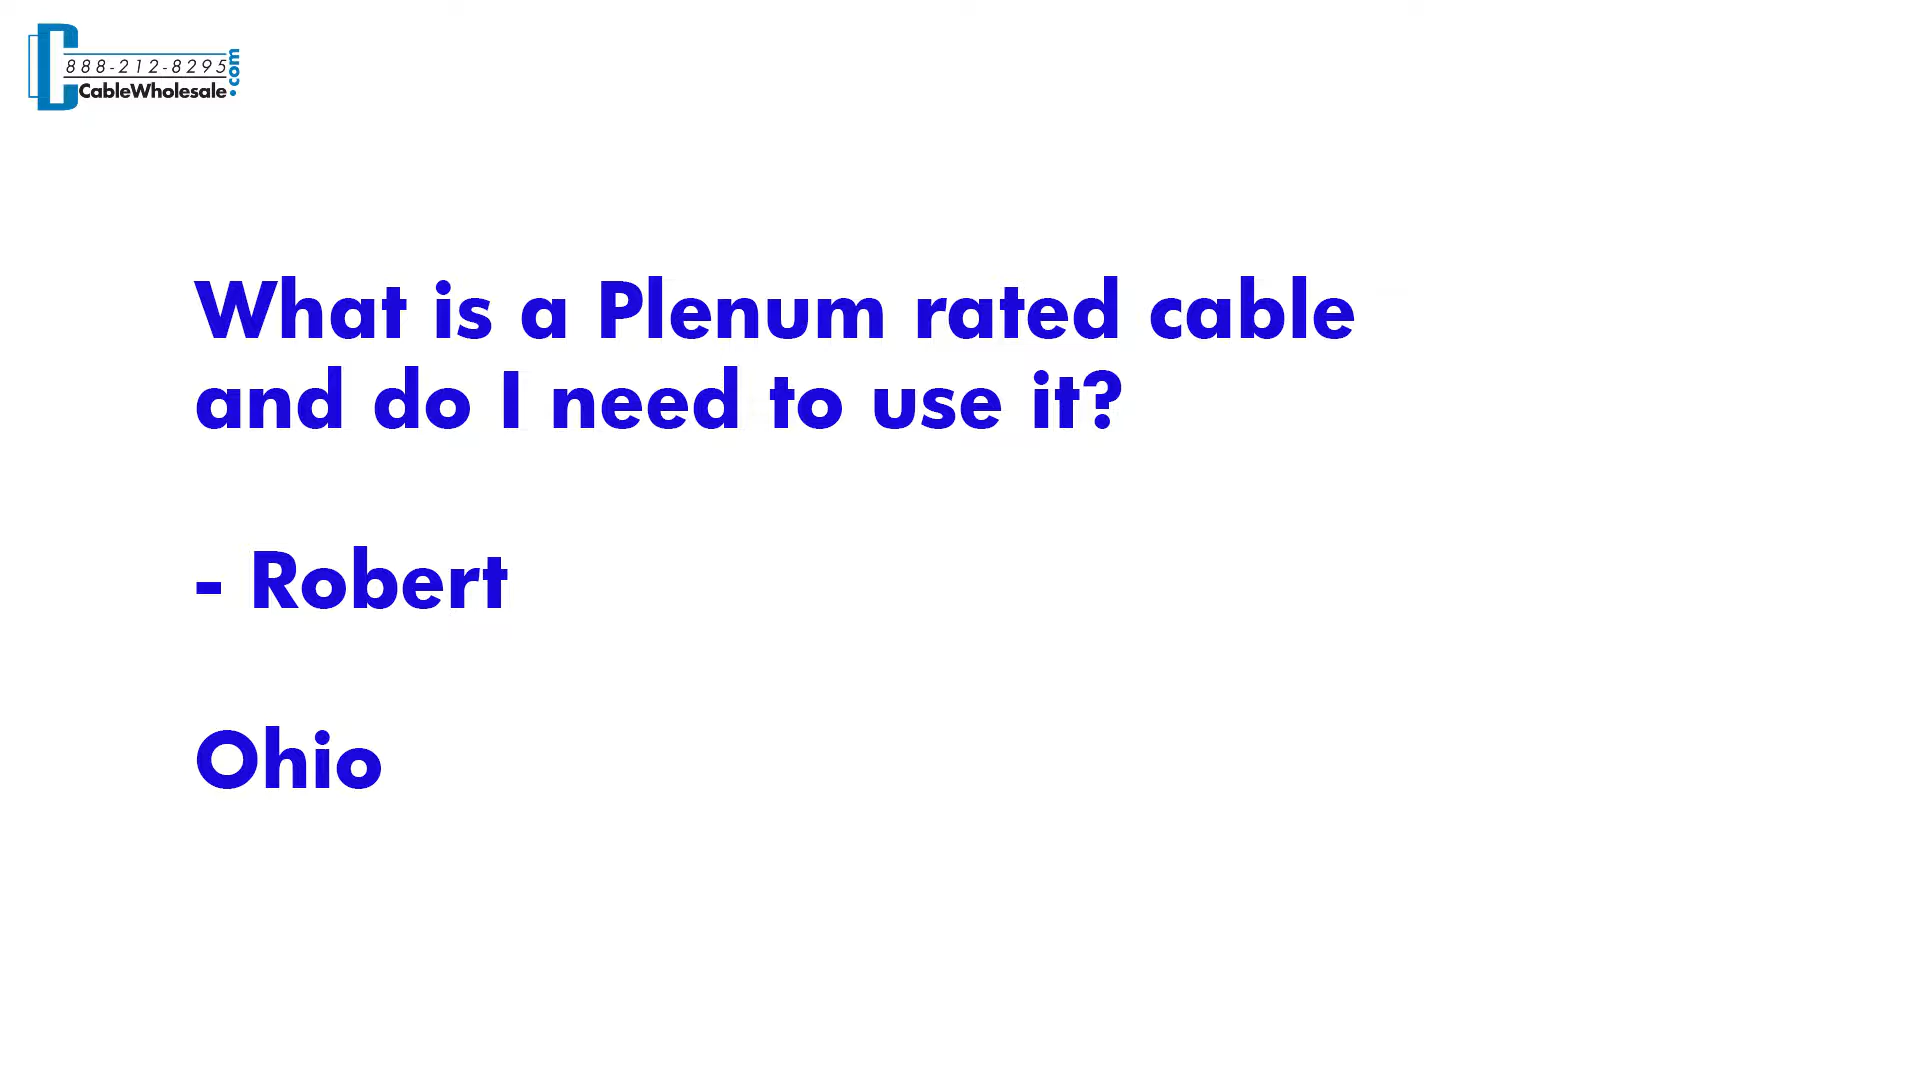 888-212-8295
CableWholesale.com
What is a Plenum rated cable
and do I need to use it?
- Robert
Ohio